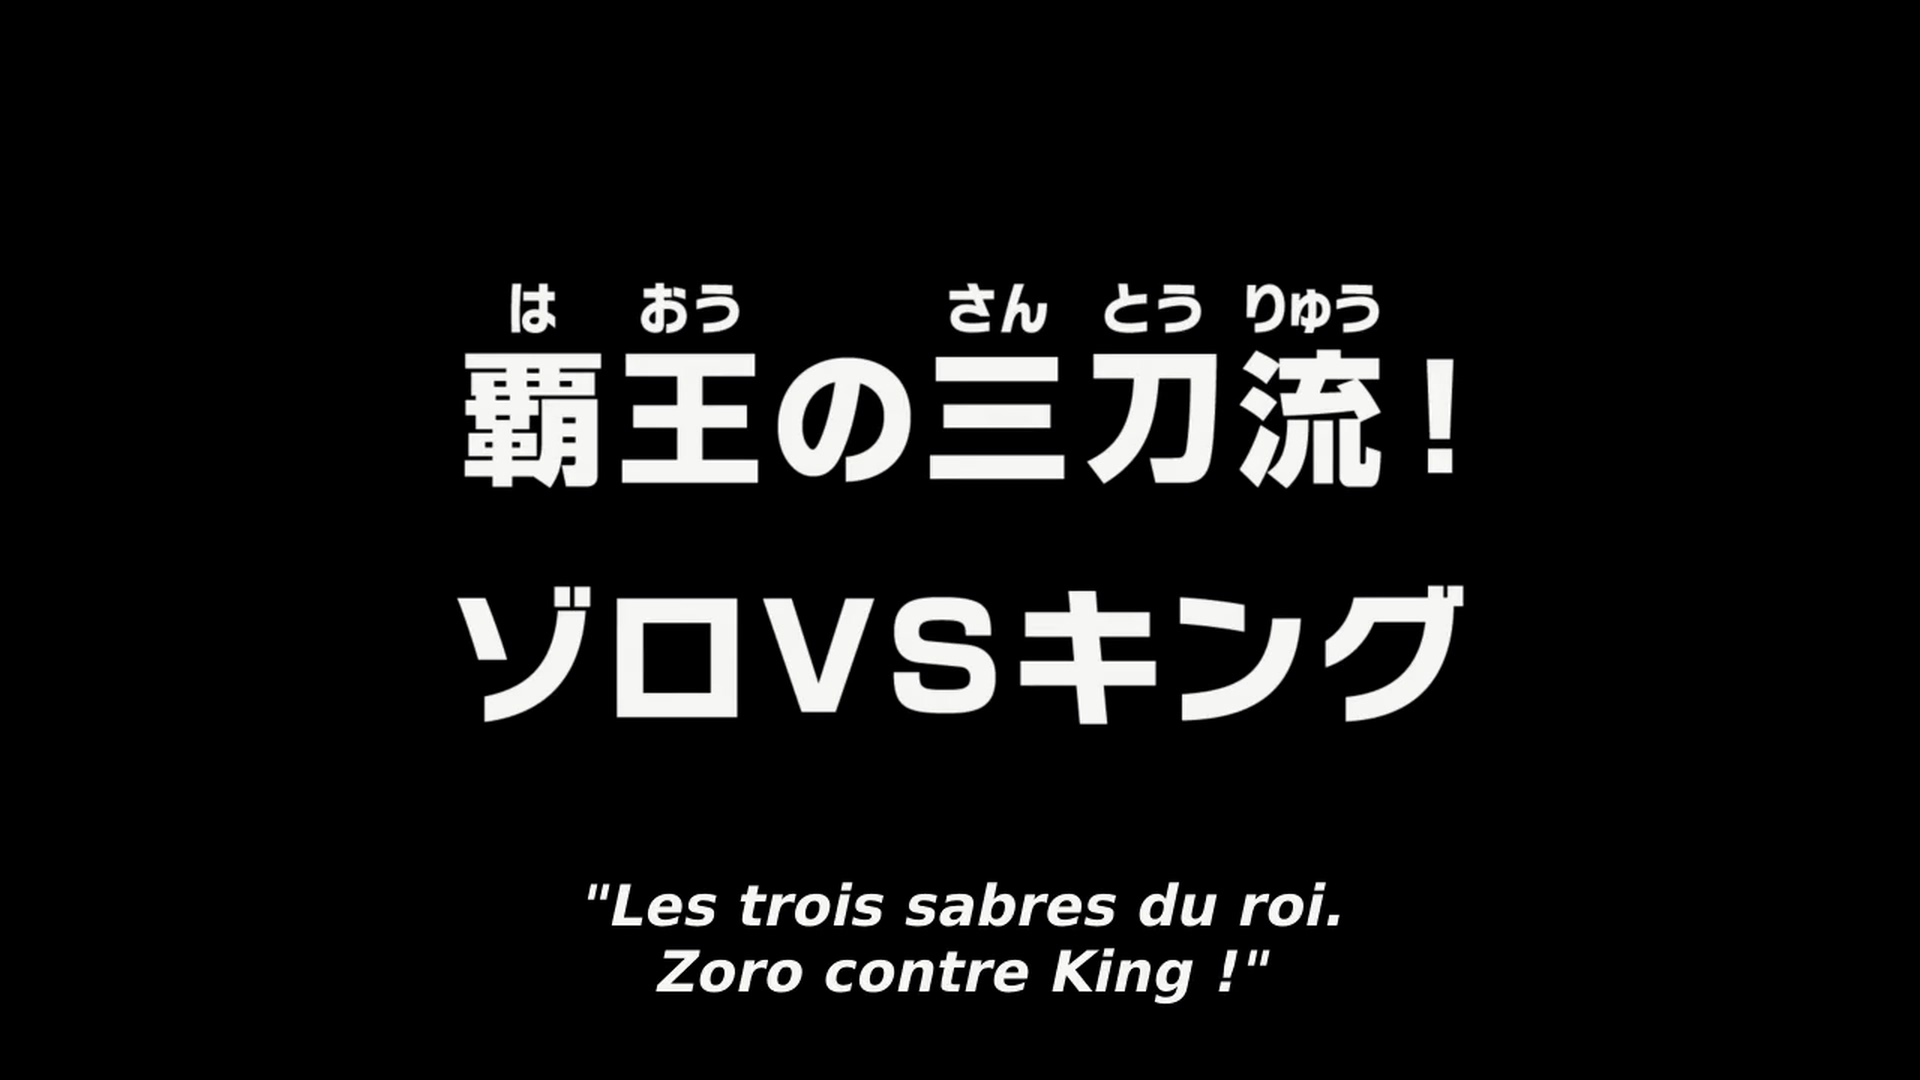 は おう さん とう りゅう
覇王の三刀流!
ゾロVSキング
"Les trois sabres du roi.
Zoro contre King !"